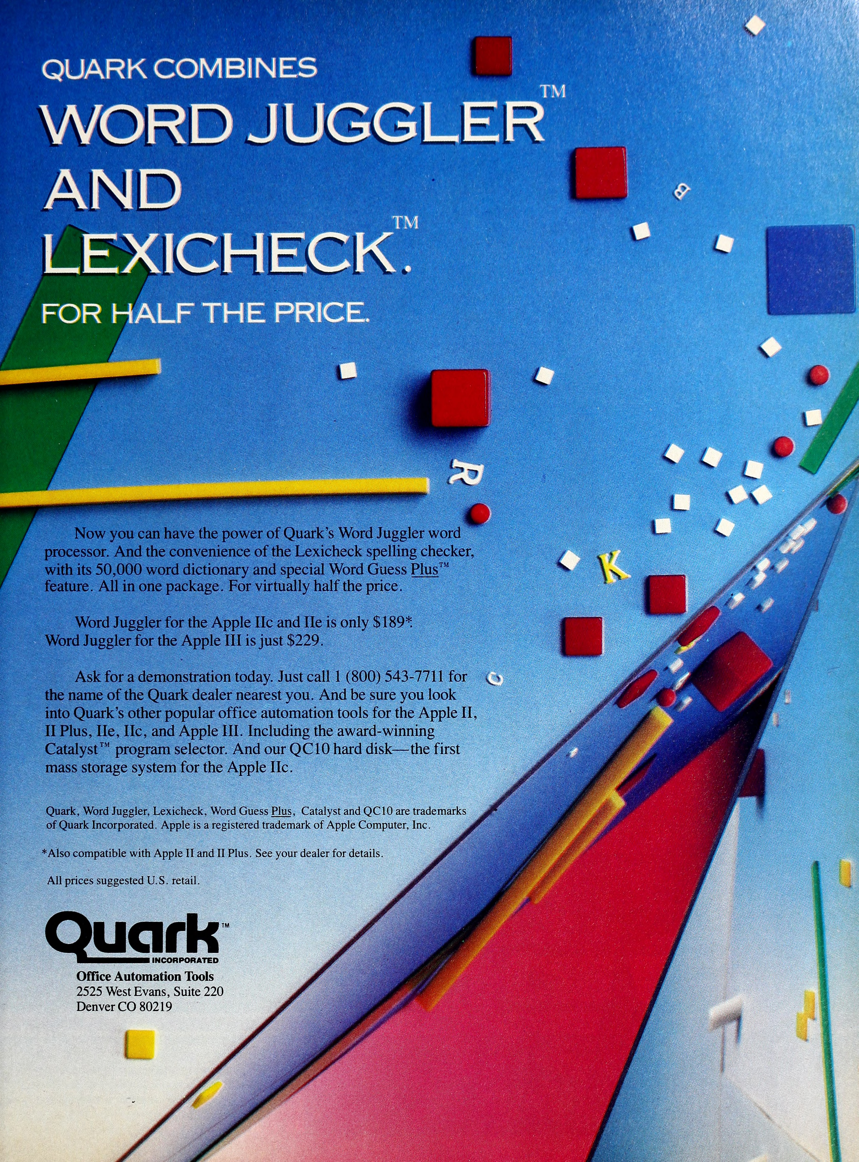 QUARK COMBINES
WORD JUGGLER™
AND
LEXICHECK™.
FOR HALF THE PRICE.
B
R
K
C
Now you can have the power of Quark's Word Juggler word
processor. And the convenience of the Lexicheck spelling checker,
with its 50,000 word dictionary and special Word Guess Plus™
feature. All in one package. For virtually half the price.
Word Juggler for the Apple IIc and IIe is only $189*.
Word Juggler for the Apple III is just $229.
Ask for a demonstration today. Just call 1 (800) 543-7711 for
the name of the Quark dealer nearest you. And be sure you look
into Quark's other popular office automation tools for the Apple II,
II Plus, IIe, IIc, and Apple III. Including the award-winning
Catalyst™ program selector. And our QC10 hard disk—the first
mass storage system for the Apple IIc.
Quark, Word Juggler, Lexicheck, Word Guess Plus, Catalyst and QC10 are trademarks
of Quark Incorporated. Apple is a registered trademark of Apple Computer, Inc.
*Also compatible with Apple II and II Plus. See your dealer for details.
All prices suggested U.S. retail.
Quark™
INCORPORATED
Office Automation Tools
2525 West Evans, Suite 220
Denver CO 80219